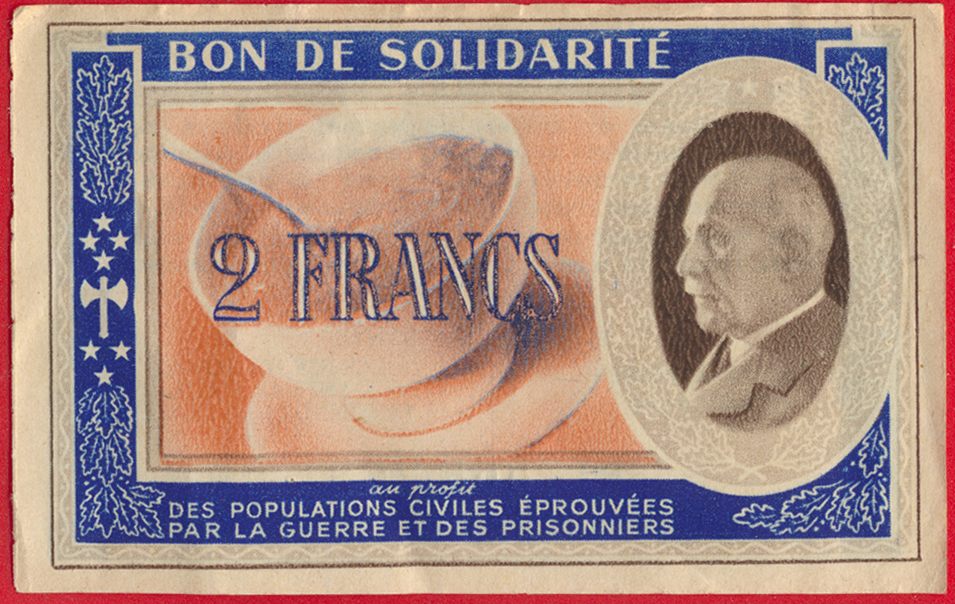 BON DE SOLIDARITÉ
2 FRANCS
au profit
DES POPULATIONS CIVILES ÉPROUVÉES
PAR LA GUERRE ET DES PRISONNIERS